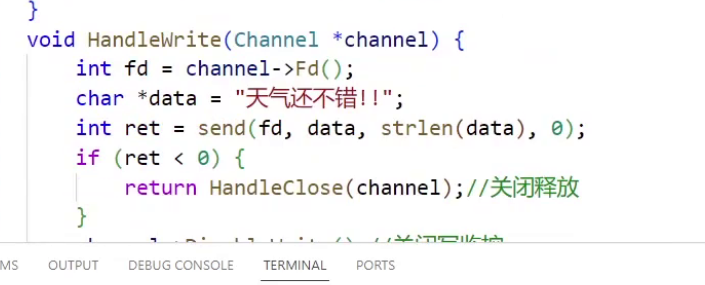 }
void HandleWrite(Channel *channel) {
int fd = channel->Fd();
char *data = "天气还不错!!";
int ret = send(fd, data, strlen(data), 0);
if (ret < 0) {
return HandleClose(channel);//关闭释放
}
MS OUTPUT DEBUG CONSOLE TERMINAL PORTS